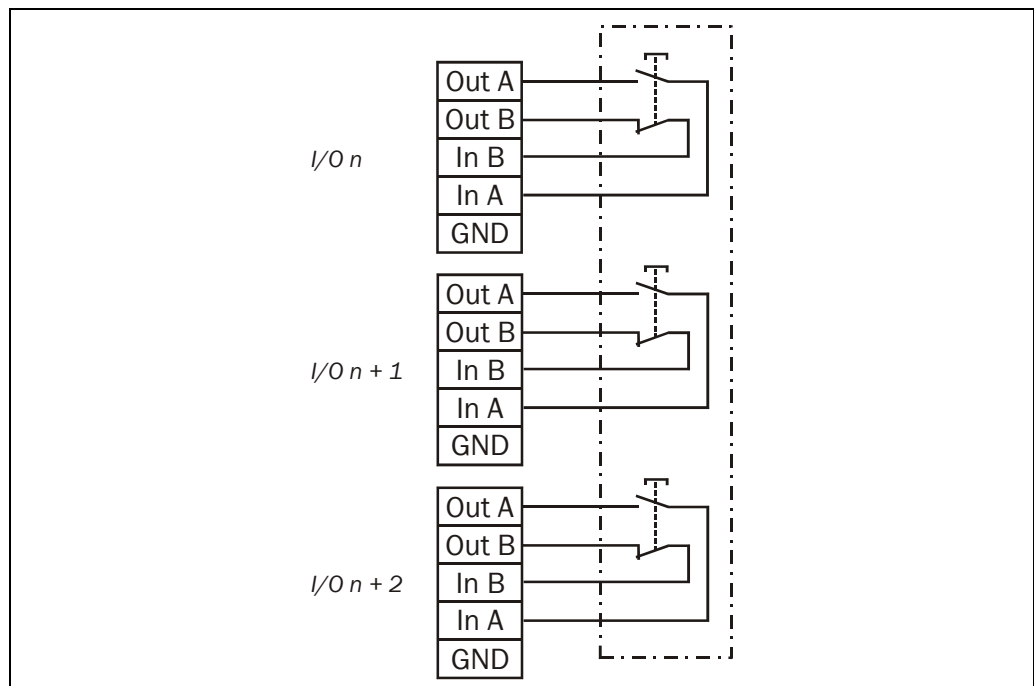 Out A
Out B
I/O n
In B
In A
GND
Out A
Out B
I/O n + 1
In B
In A
GND
Out A
Out B
I/O n + 2
In B
In A
GND